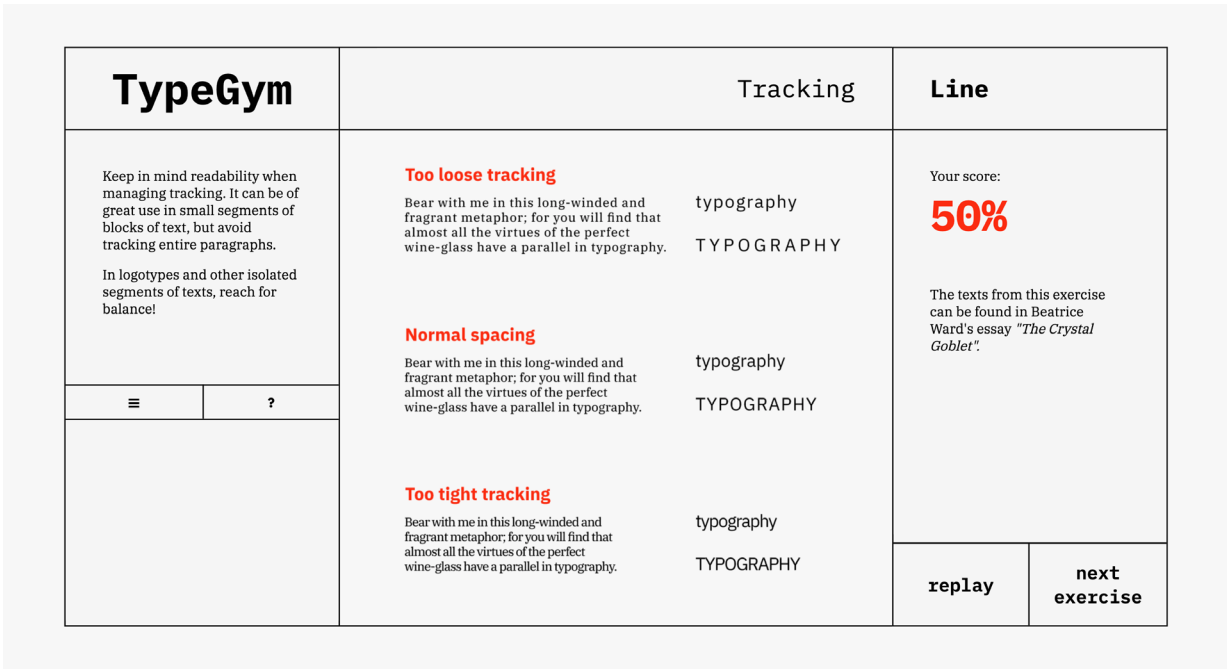 TypeGym
Tracking
Line
Keep in mind readability when
managing tracking. It can be of
great use in small segments of
blocks of text, but avoid
tracking entire paragraphs.
In logotypes and other isolated
segments of texts, reach for
balance!
≡
?
Too loose tracking
Bear with me in this long-winded and
fragrant metaphor; for you will find that
almost all the virtues of the perfect
wine-glass have a parallel in typography.
typography
TYPOGRAPHY
Normal spacing
Bear with me in this long-winded and
fragrant metaphor; for you will find that
almost all the virtues of the perfect
wine-glass have a parallel in typography.
typography
TYPOGRAPHY
Too tight tracking
Bear with me in this long-winded and
fragrant metaphor; for you will find that
almost all the virtues of the perfect
wine-glass have a parallel in typography.
typography
TYPOGRAPHY
Your score:
50%
The texts from this exercise
can be found in Beatrice
Ward's essay "The Crystal
Goblet".
replay
next
exercise